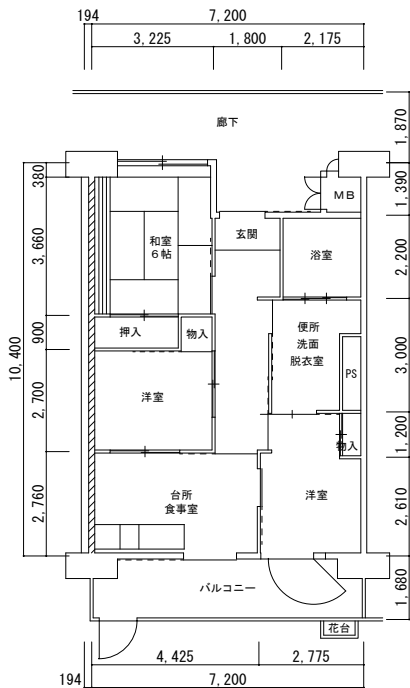 194
7,200
3,225
1,800
2,175
廊下
1,870
380
MB
1,390
和室
6帖
玄関
3,660
浴室
2,200
10,400
900
押入
物入
便所
洗面
脱衣室
3,000
PS
洋室
2,700
物入
1,200
台所
食事室
洋室
2,760
2,610
バルコニー
1,680
花台
4,425
2,775
194
7,200